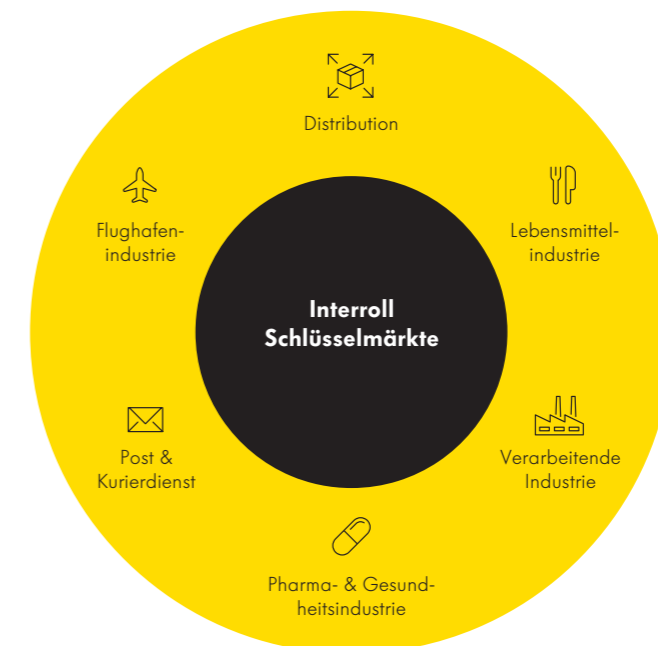 Distribution
Flughafen-
industrie
Lebensmittel-
industrie
Interroll
Schlüsselmärkte
Post &
Kurierdienst
Verarbeitende
Industrie
Pharma- & Gesund-
heitsindustrie